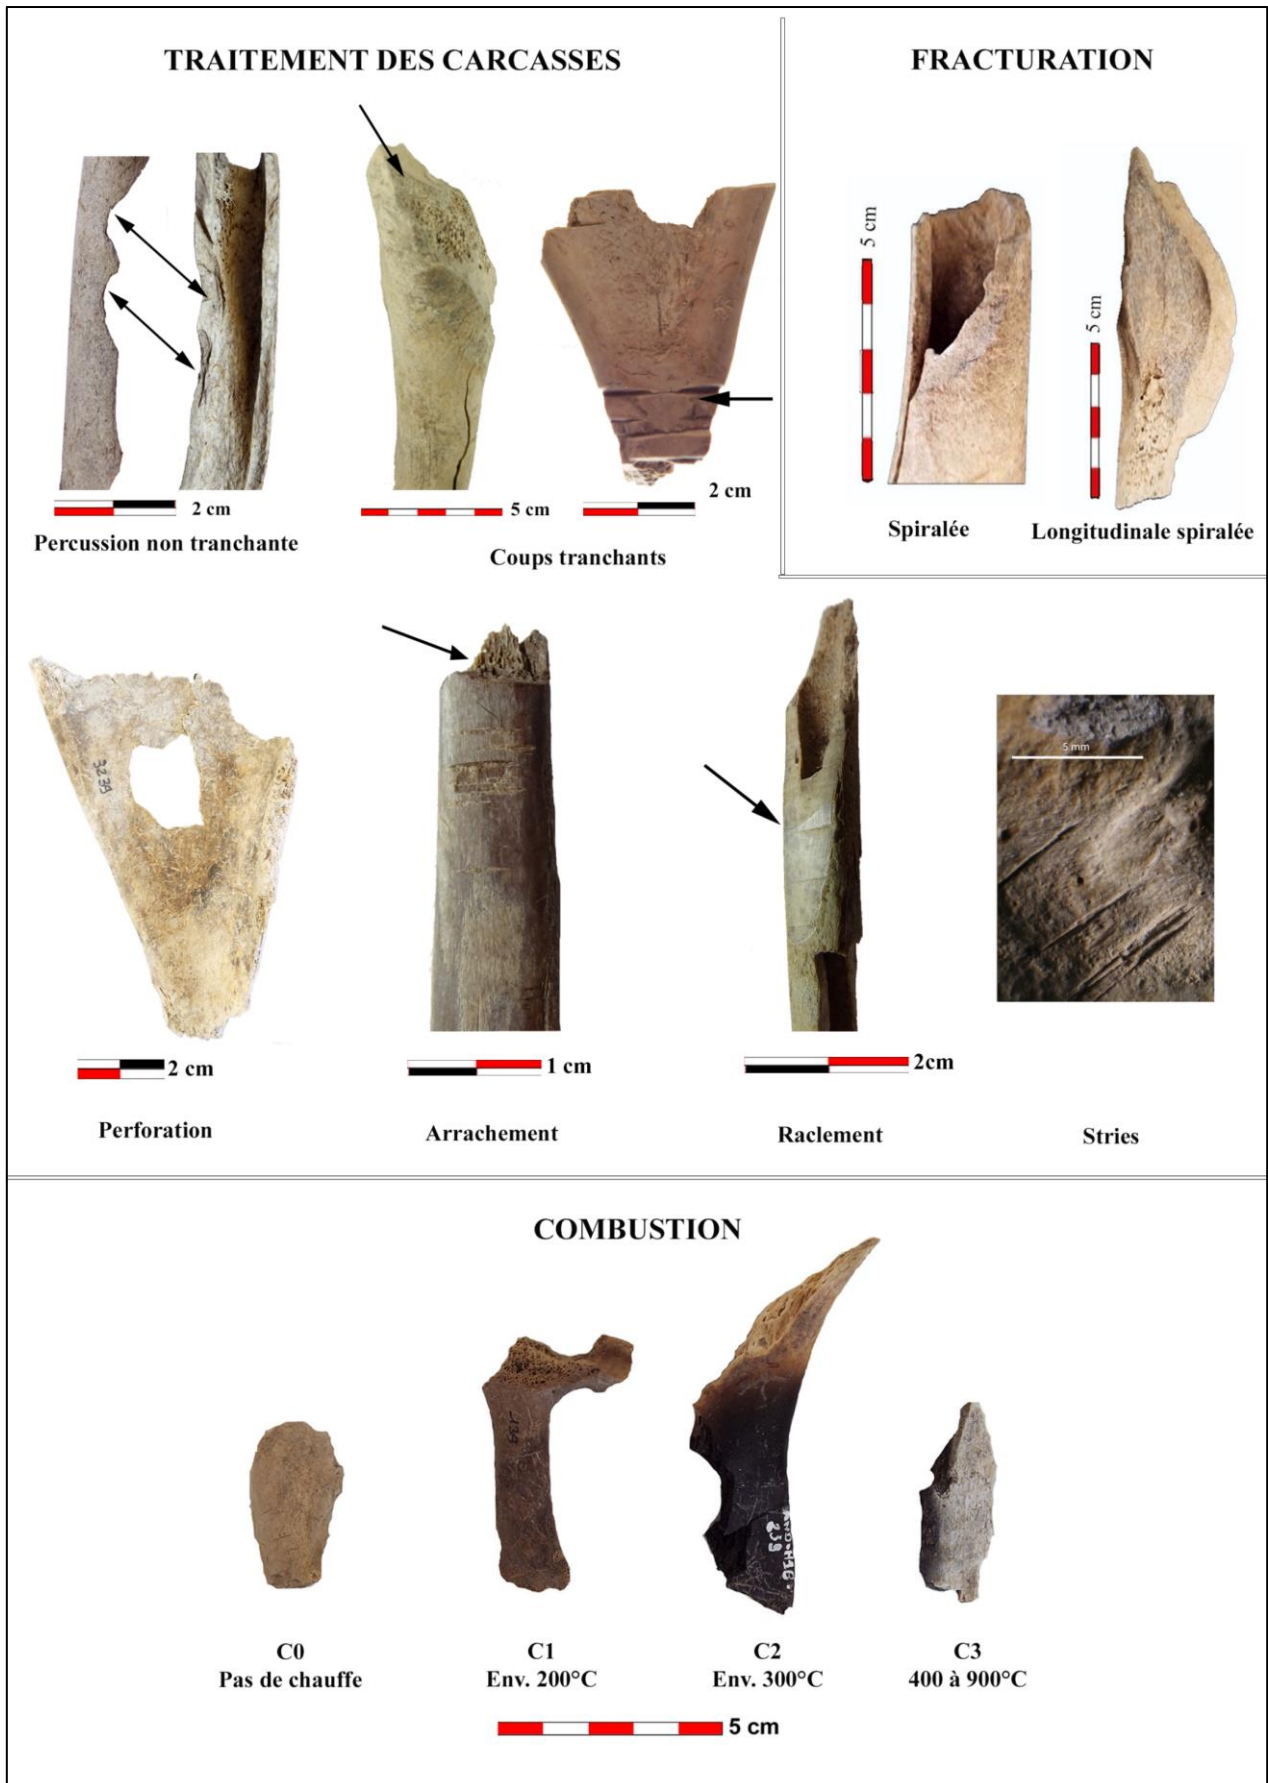 TRAITEMENT DES CARCASSES
FRACTURATION
5 cm
5 cm
2 cm
5 cm
2 cm
Percussion non tranchante
Coups tranchants
Spiralée
Longitudinale spiralée
3239
5 mm
2 cm
1 cm
2cm
Perforation
Arrachement
Raclement
Stries
COMBUSTION
239
C0
Pas de chauffe
C1
Env. 200°C
C2
Env. 300°C
C3
400 à 900°C
5 cm